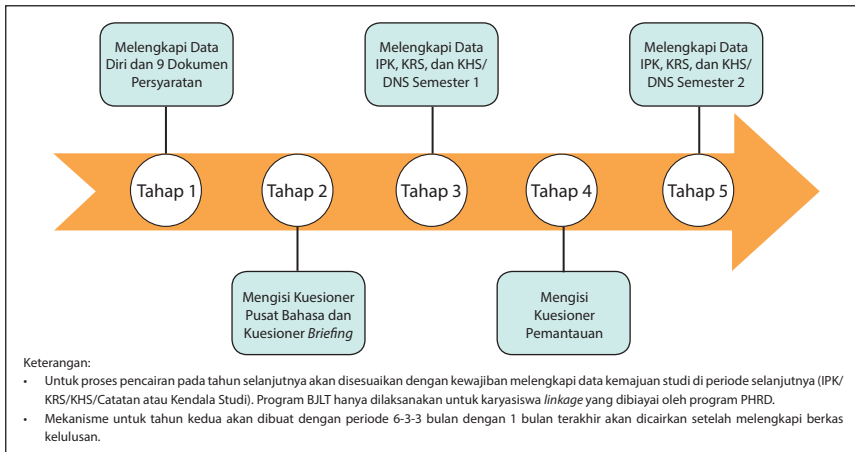 Melengkapi Data
Diri dan 9 Dokumen
Persyaratan
Melengkapi Data
IPK, KRS, dan KHS/
DNS Semester 1
Melengkapi Data
IPK, KRS, dan KHS/
DNS Semester 2
Tahap 1
Tahap 2
Tahap 3
Tahap 4
Tahap 5
Mengisi Kuesioner
Pusat Bahasa dan
Kuesioner Briefing
Mengisi
Kuesioner
Pemantauan
Keterangan:
• Untuk proses pencairan pada tahun selanjutnya akan disesuaikan dengan kewajiban melengkapi data kemajuan studi di periode selanjutnya (IPK/
KRS/KHS/Catatan atau Kendala Studi). Program BJLT hanya dilaksanakan untuk karyasiswa linkage yang dibiayai oleh program PHRD.
• Mekanisme untuk tahun kedua akan dibuat dengan periode 6-3-3 bulan dengan 1 bulan terakhir akan dicairkan setelah melengkapi berkas
kelulusan.